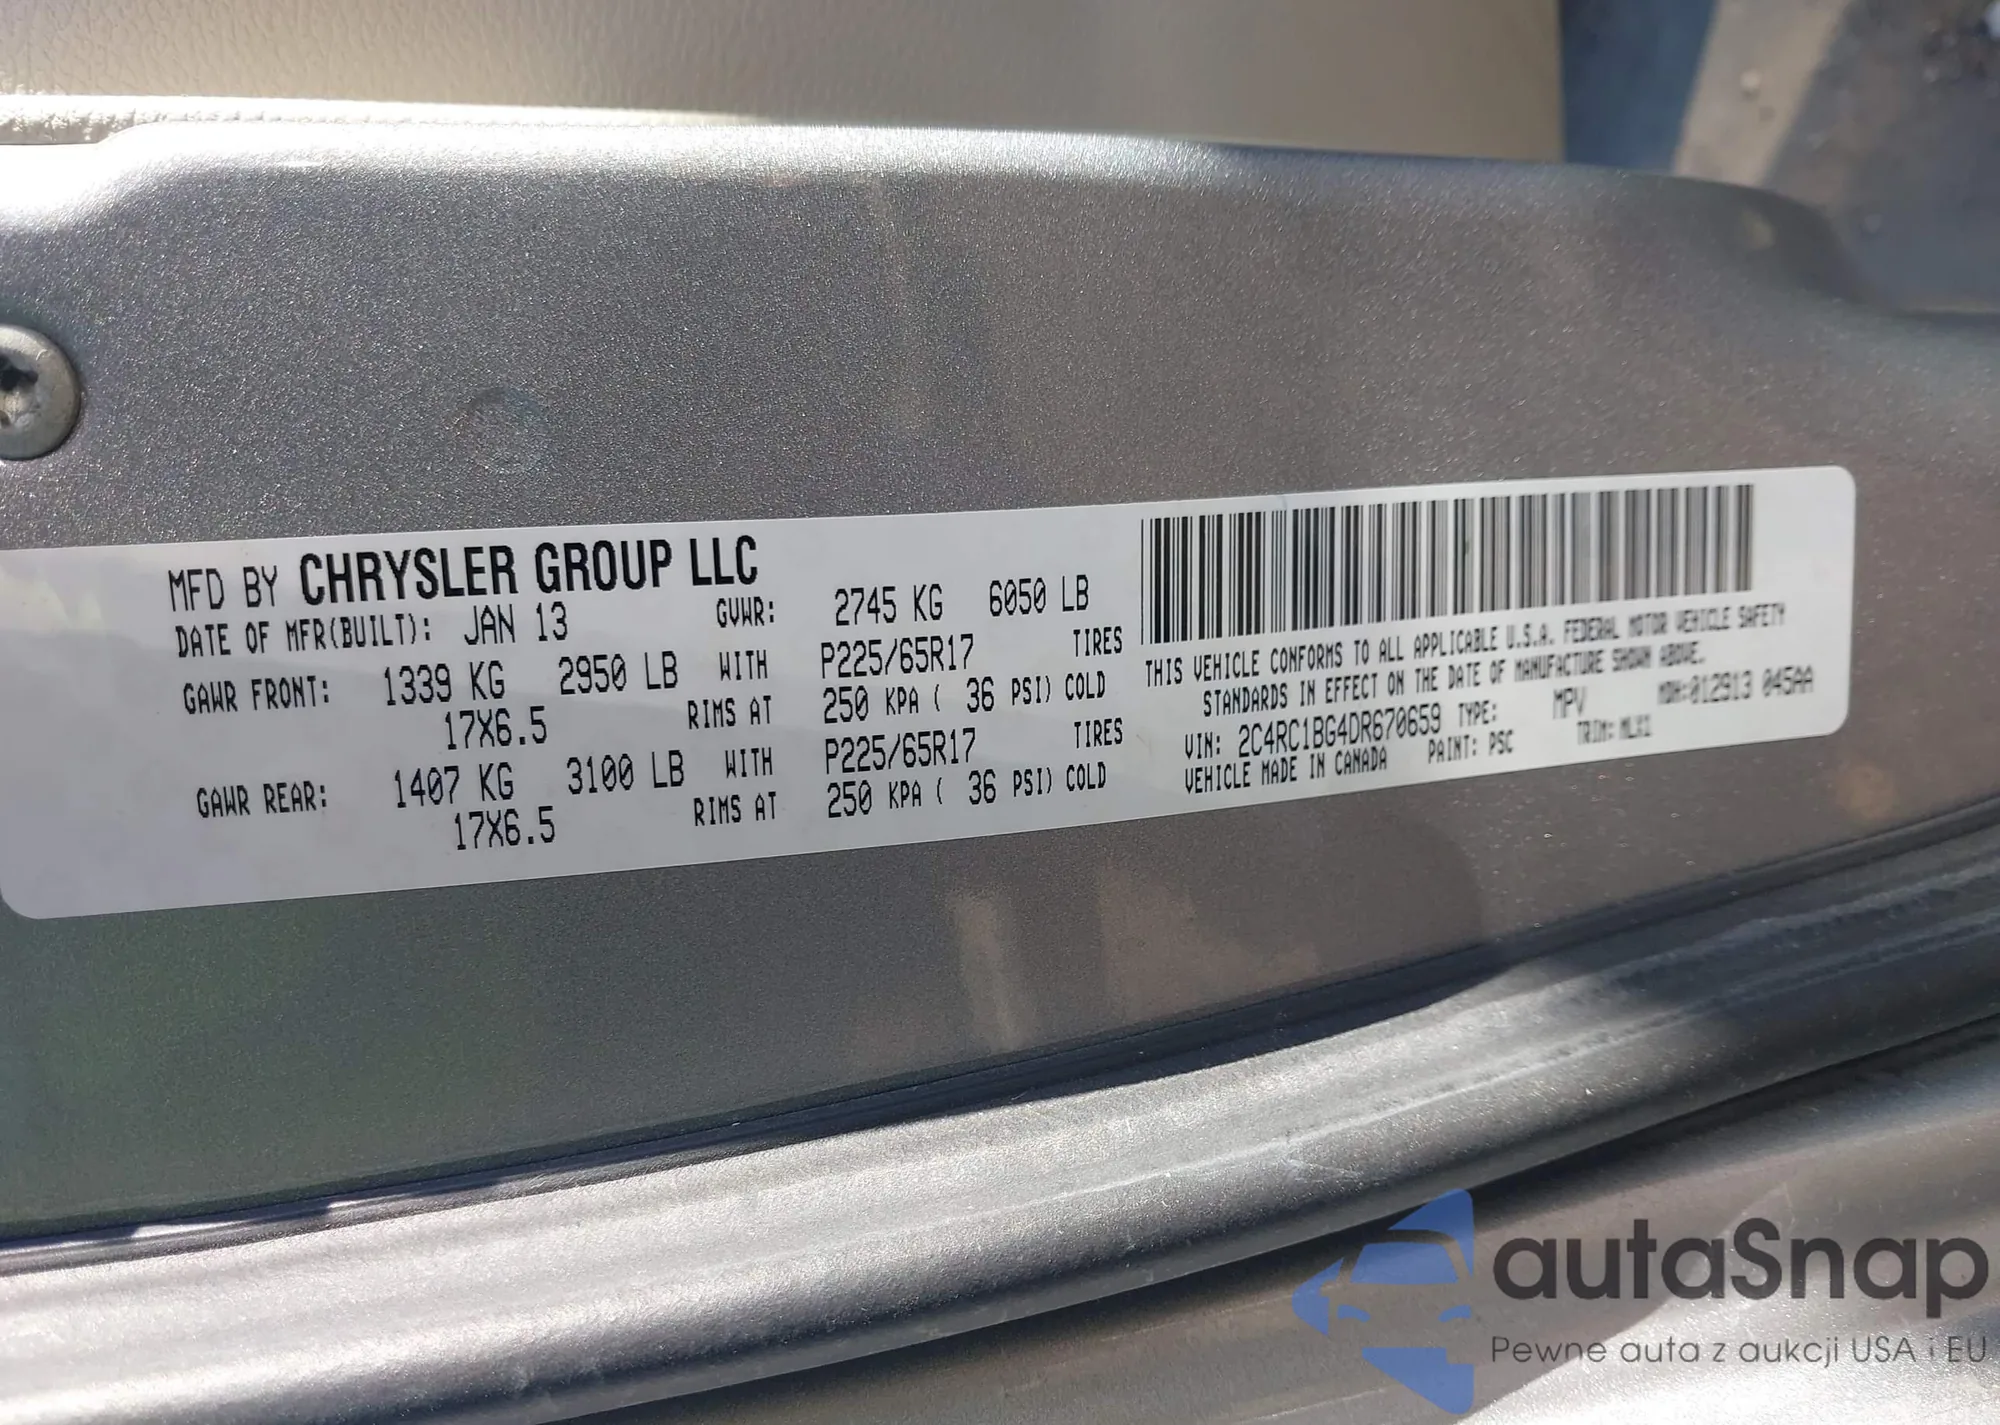 MFD BY CHRYSLER GROUP LLC
DATE OF MFR(BUILT): JAN 13 GVWR: 2745 KG 6050 LB
GAWR FRONT: 1339 KG 2950 LB WITH P225/65R17 TIRES
17X6.5 RIMS AT 250 KPA ( 36 PSI) COLD
GAWR REAR: 1407 KG 3100 LB WITH P225/65R17 TIRES
17X6.5 RIMS AT 250 KPA ( 36 PSI) COLD
THIS VEHICLE CONFORMS TO ALL APPLICABLE U.S.A. FEDERAL MOTOR VEHICLE SAFETY
STANDARDS IN EFFECT ON THE DATE OF MANUFACTURE SHOWN ABOVE.
VIN: 2C4RC1BG4DR670659 TYPE: MPV MDH:012913 045AA
VEHICLE MADE IN CANADA PAINT: PSC TRIM:
autaSnap
Pewne auta z aukcji USA i EU